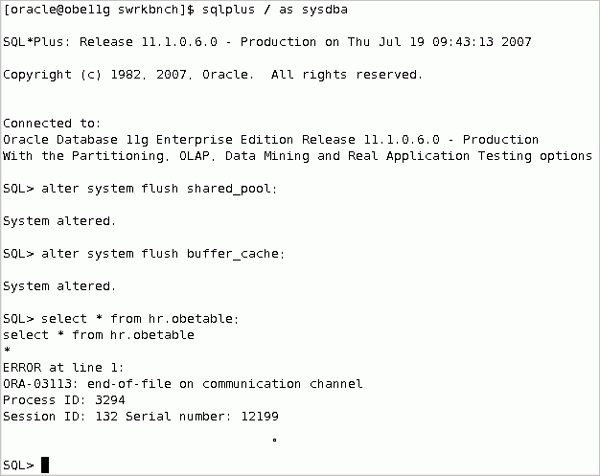 [oracle@obe11g swrkbnch]$ sqlplus / as sysdba
SQL*Plus: Release 11.1.0.6.0 - Production on Thu Jul 19 09:43:13 2007
Copyright (c) 1982, 2007, Oracle.  All rights reserved.
Connected to:
Oracle Database 11g Enterprise Edition Release 11.1.0.6.0 - Production
With the Partitioning, OLAP, Data Mining and Real Application Testing options
SQL> alter system flush shared_pool;
System altered.
SQL> alter system flush buffer_cache;
System altered.
SQL> select * from hr.obetable;
select * from hr.obetable
*
ERROR at line 1:
ORA-03113: end-of-file on communication channel
Process ID: 3294
Session ID: 132 Serial number: 12199
SQL>